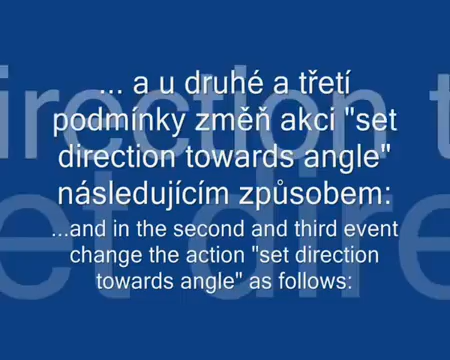 ... a u druhé a třetí
podmínky změň akci "set
direction towards angle"
následujícím způsobem:
...and in the second and third event
change the action "set direction
towards angle" as follows: